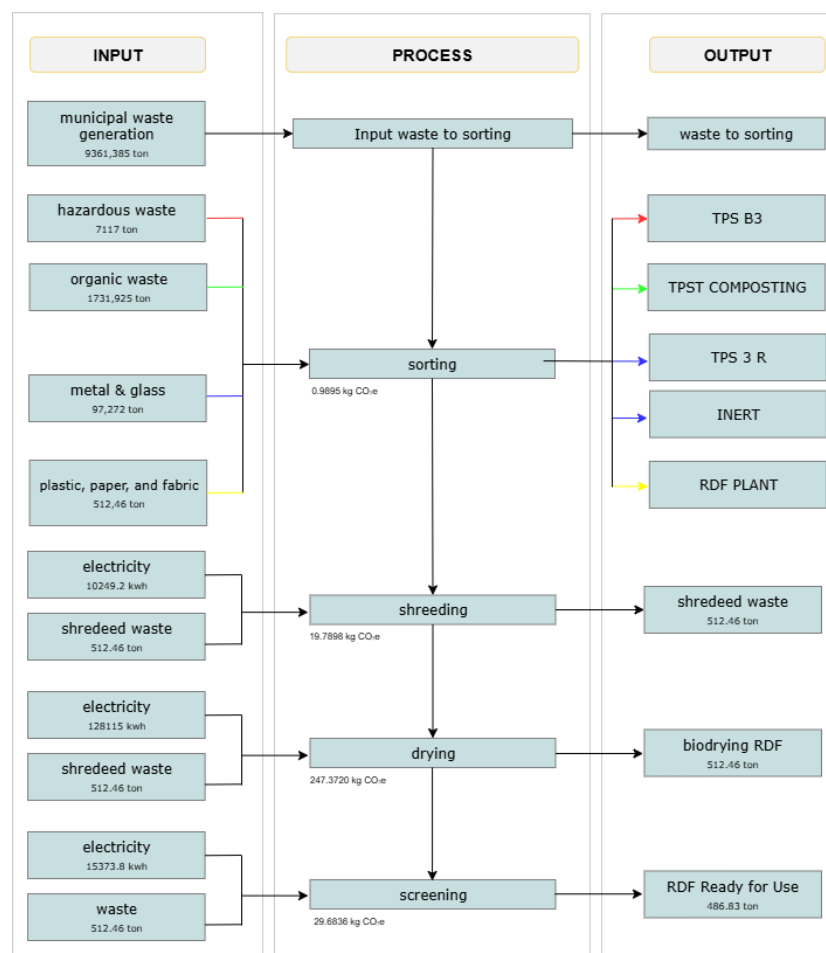 INPUT
PROCESS
OUTPUT
municipal waste
generation
9361,385 ton
Input waste to sorting
waste to sorting
hazardous waste
7117 ton
TPS B3
organic waste
1731,925 ton
TPST COMPOSTING
metal & glass
97,272 ton
sorting
0.9895 kg CO₂e
TPS 3 R
INERT
plastic, paper, and fabric
512,46 ton
RDF PLANT
electricity
10249.2 kwh
shredeed waste
512.46 ton
shreeding
19.7898 kg CO₂e
shredeed waste
512.46 ton
electricity
128115 kwh
shredeed waste
512.46 ton
drying
247.3720 kg CO₂e
biodrying RDF
512.46 ton
electricity
15373.8 kwh
waste
512.46 ton
screening
29.6836 kg CO₂e
RDF Ready for Use
486.83 ton